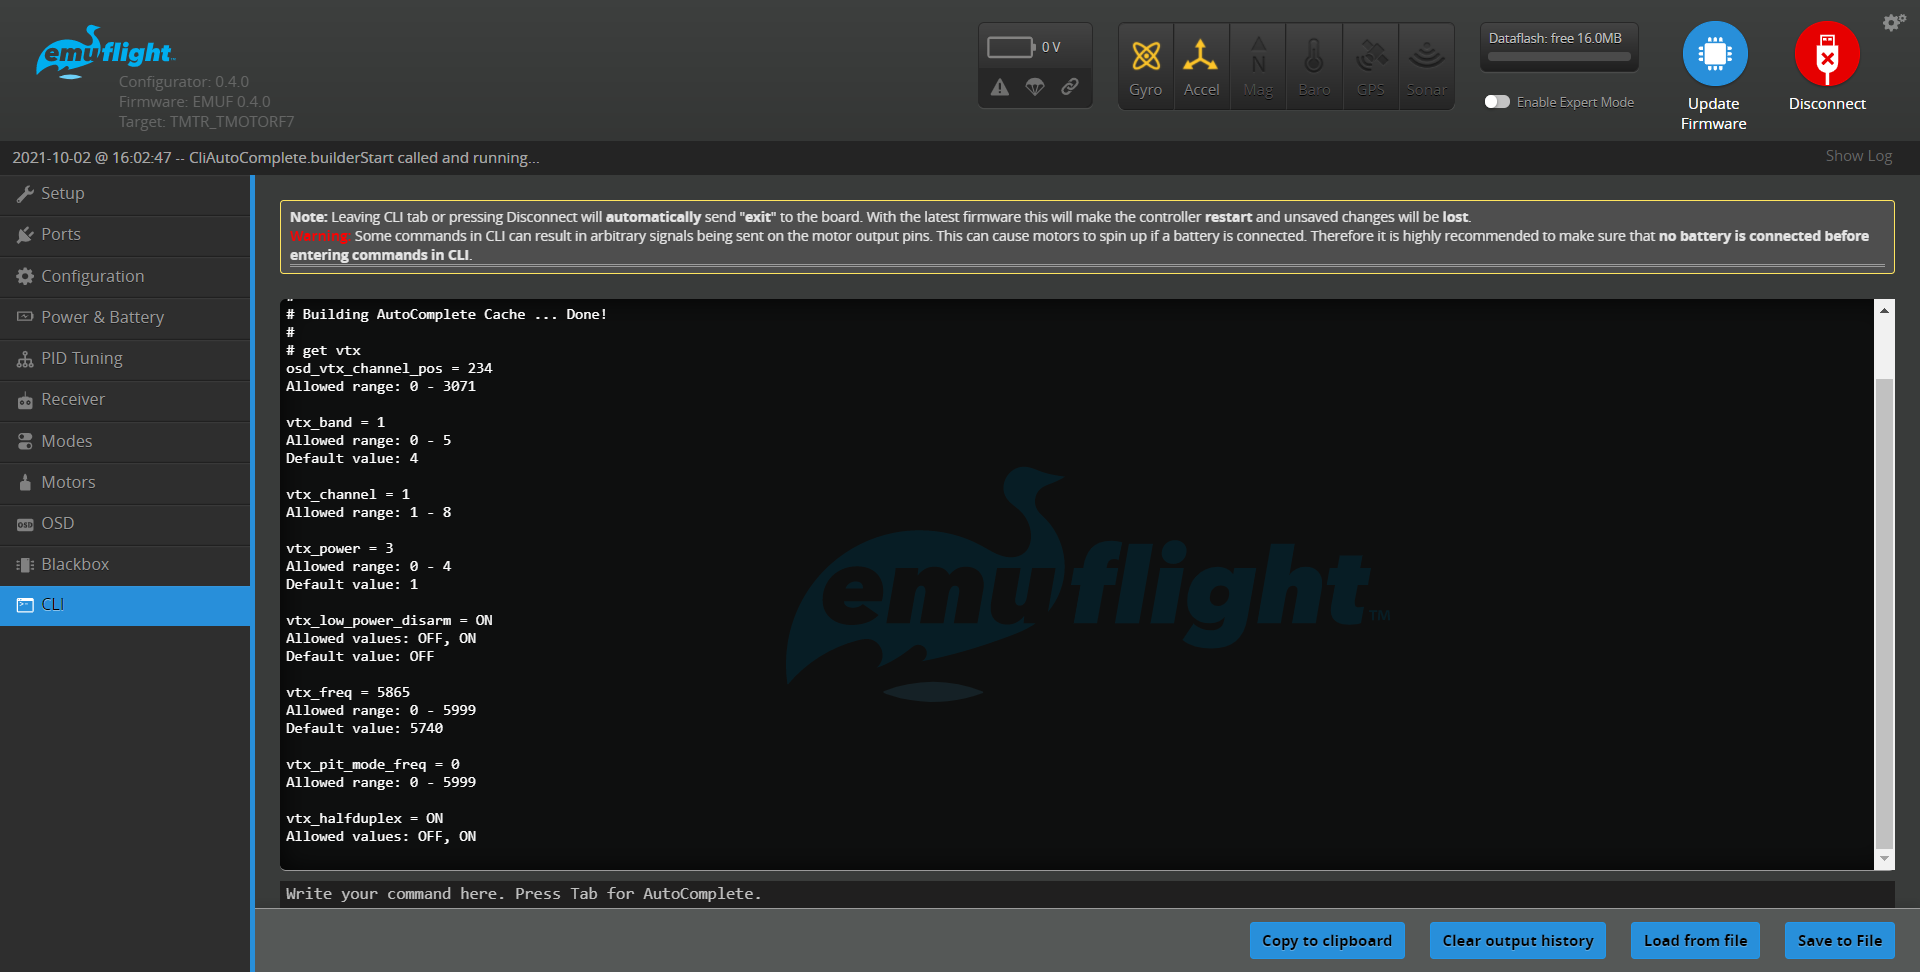 emuflight
Configurator: 0.4.0
Firmware: EMUF 0.4.0
Target: TMTR_TMOTORF7
0 V
Gyro
Accel
N
Mag
Baro
GPS
Sonar
Dataflash: free 16.0MB
Enable Expert Mode
Update
Firmware
Disconnect
2021-10-02 @ 16:02:47 -- CliAutoComplete.builderStart called and running...
Show Log
Setup
Ports
Configuration
Power & Battery
PID Tuning
Receiver
Modes
Motors
OSD
OSD
Blackbox
CLI
Note: Leaving CLI tab or pressing Disconnect will automatically send "exit" to the board. With the latest firmware this will make the controller restart and unsaved changes will be lost.
Warning: Some commands in CLI can result in arbitrary signals being sent on the motor output pins. This can cause motors to spin up if a battery is connected. Therefore it is highly recommended to make sure that no battery is connected before
entering commands in CLI.
# Building AutoComplete Cache ... Done!
#
# get vtx
osd_vtx_channel_pos = 234
Allowed range: 0 - 3071
vtx_band = 1
Allowed range: 0 - 5
Default value: 4
vtx_channel = 1
Allowed range: 1 - 8
vtx_power = 3
Allowed range: 0 - 4
Default value: 1
vtx_low_power_disarm = ON
Allowed values: OFF, ON
Default value: OFF
vtx_freq = 5865
Allowed range: 0 - 5999
Default value: 5740
vtx_pit_mode_freq = 0
Allowed range: 0 - 5999
vtx_halfduplex = ON
Allowed values: OFF, ON
emuflight™
Write your command here. Press Tab for AutoComplete.
Copy to clipboard
Clear output history
Load from file
Save to File